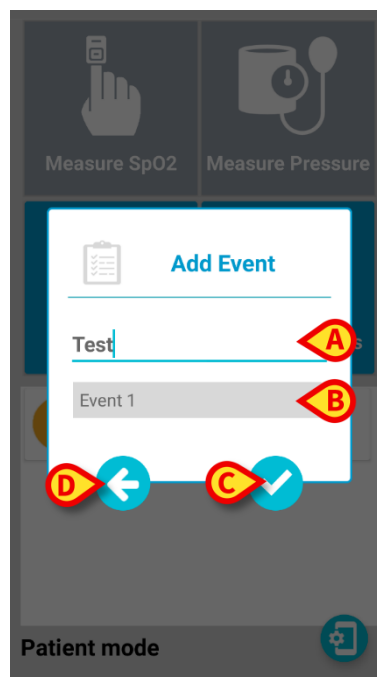 Measure SpO2
Measure Pressure
Add Event
Test
A
s
Event 1
B
D
C
Patient mode